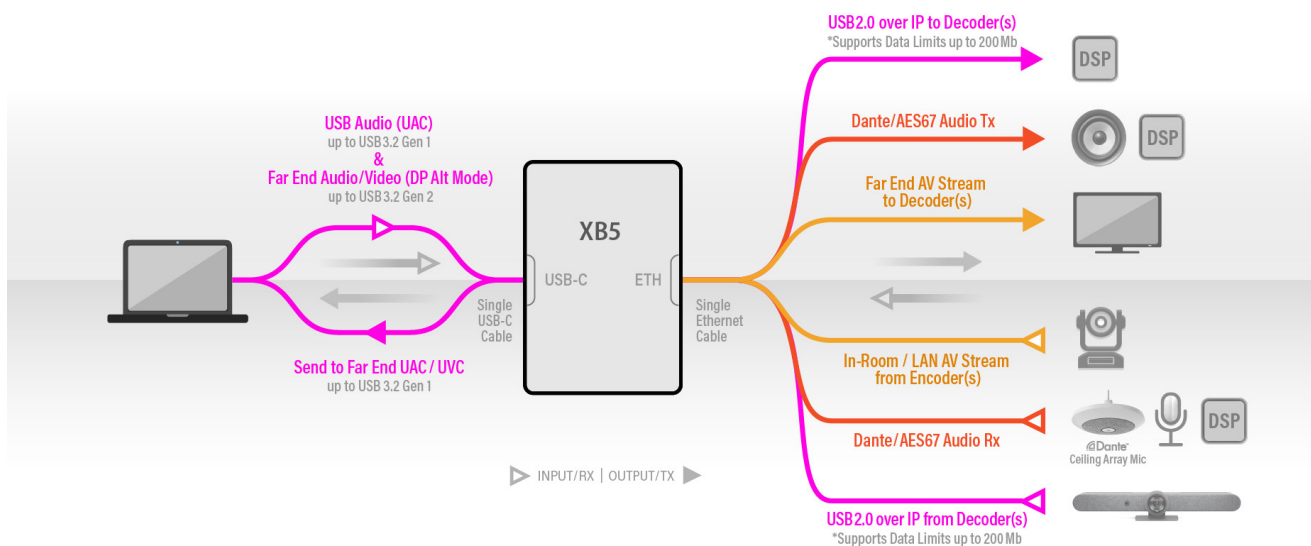 USB2.0 over IP to Decoder(s)
*Supports Data Limits up to 200 Mb
DSP
USB Audio (UAC)
up to USB 3.2 Gen 1
&
Far End Audio/Video (DP Alt Mode)
up to USB 3.2 Gen 2
Dante/AES67 Audio Tx
DSP
Far End AV Stream
to Decoder(s)
XB5
USB-C
ETH
Single
USB-C
Cable
Single
Ethernet
Cable
Send to Far End UAC / UVC
up to USB 3.2 Gen 1
In-Room / LAN AV Stream
from Encoder(s)
Dante/AES67 Audio Rx
DSP
Dante™
Ceiling Array Mic
INPUT/RX | OUTPUT/TX
USB2.0 over IP from Decoder(s)
*Supports Data Limits up to 200 Mb